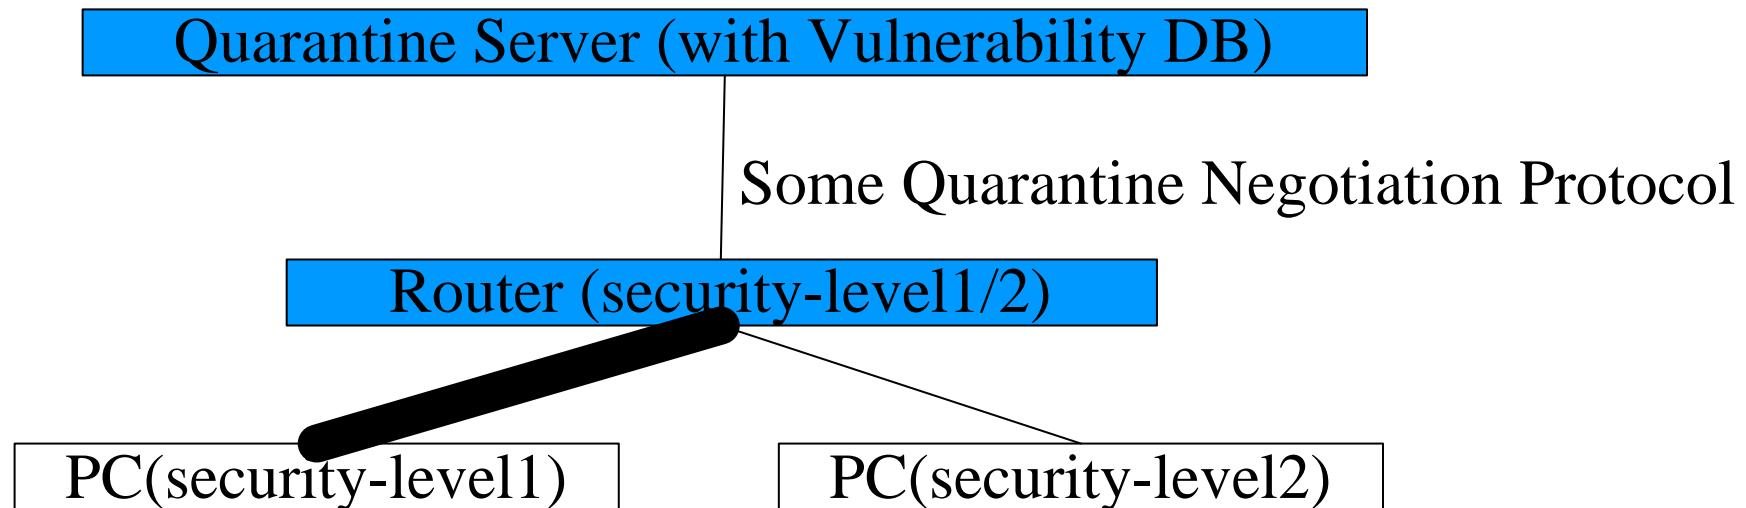 Quarantine Server (with Vulnerability DB)
Some Quarantine Negotiation Protocol
Router (security-level1/2)
PC(security-level1)
PC(security-level2)